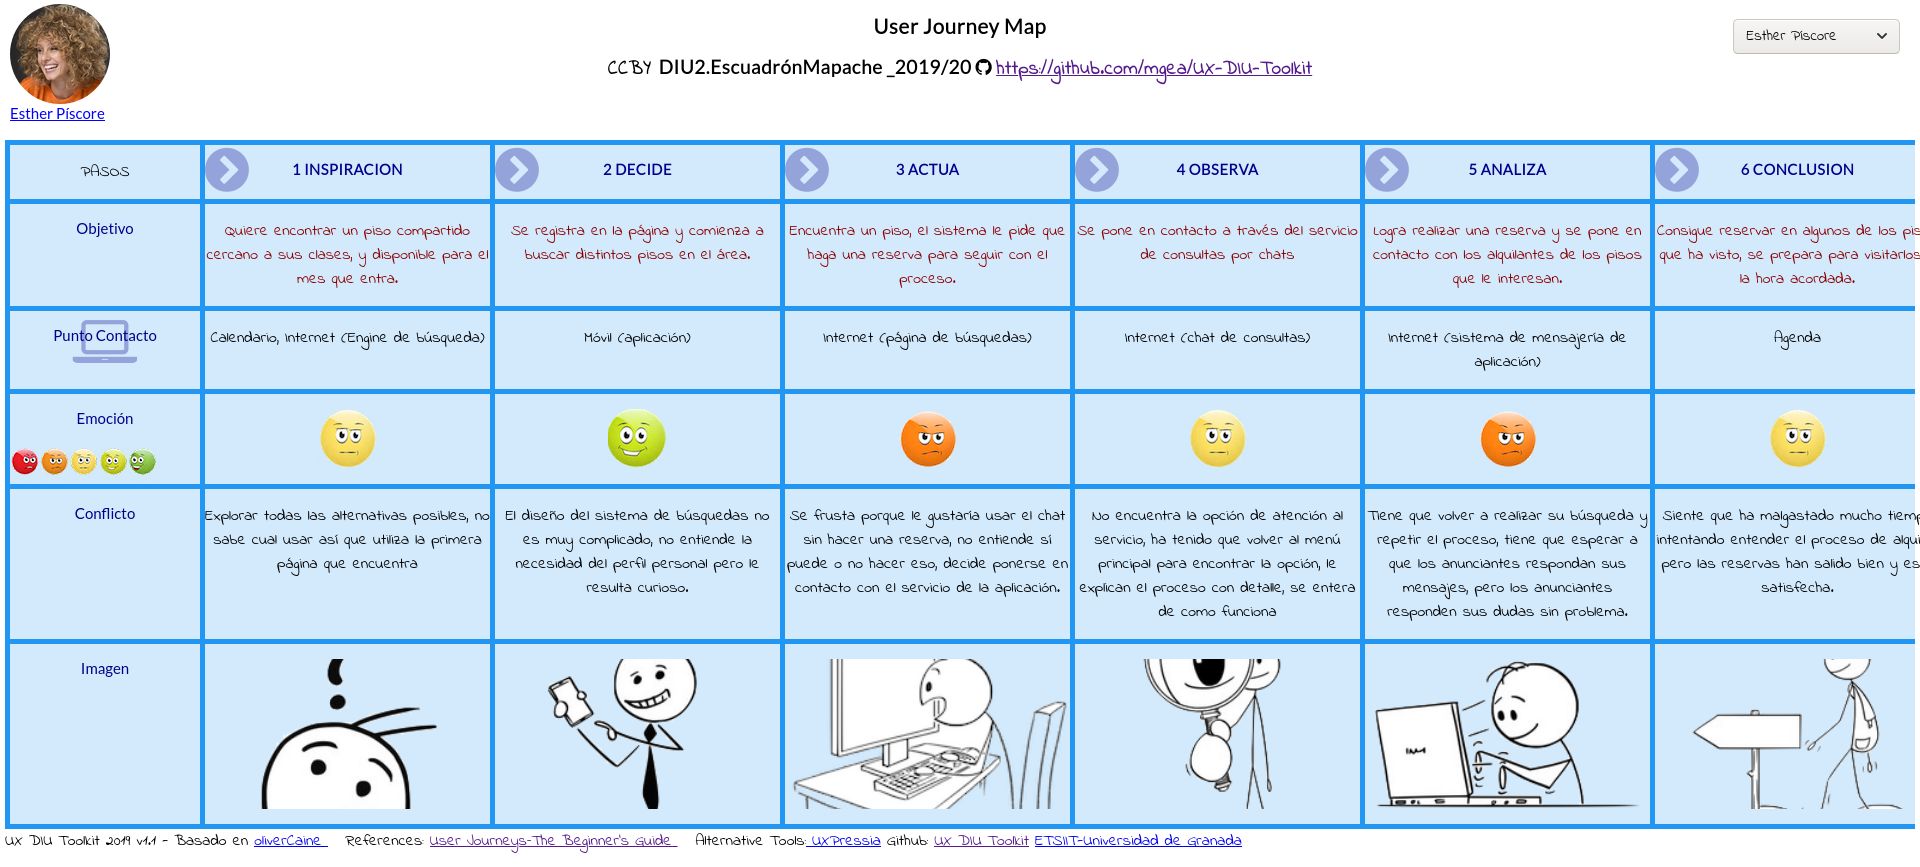 User Journey Map
Esther Píscore
CCBY DIU2.EscuadrónMapache _2019/20 https://github.com/mgea/UX-DIU-Toolkit
Esther Píscore
PASOS
1 INSPIRACION
2 DECIDE
3 ACTUA
4 OBSERVA
5 ANALIZA
6 CONCLUSION
Objetivo
Quiere encontrar un piso compartido
cercano a sus clases, y disponible para el
mes que entra.
Se registra en la página y comienza a
buscar distintos pisos en el área.
Encuentra un piso, el sistema le pide que
haga una reserva para seguir con el
proceso.
Se pone en contacto a través del servicio
de consultas por chats
Logra realizar una reserva y se pone en
contacto con los alquilantes de los pisos
que le interesan.
Consigue reservar en algunos de los pis
que ha visto, se prepara para visitarlos
la hora acordada.
Punto Contacto
Calendario, Internet (Engine de búsqueda)
Móvil (aplicación)
Internet (página de búsquedas)
Internet (chat de consultas)
Internet (sistema de mensajería de
aplicación)
Agenda
Emoción
Conflicto
Explorar todas las alternativas posibles, no
sabe cual usar así que utiliza la primera
página que encuentra
El diseño del sistema de búsquedas no
es muy complicado, no entiende la
necesidad del perfil personal pero le
resulta curioso.
Se frusta porque le gustaría usar el chat
sin hacer una reserva, no entiende sí
puede o no hacer eso, decide ponerse en
contacto con el servicio de la aplicación.
No encuentra la opción de atención al
servicio, ha tenido que volver al menú
principal para encontrar la opción, le
explican el proceso con detalle, se entera
de como funciona
Tiene que volver a realizar su búsqueda y
repetir el proceso, tiene que esperar a
que los anunciantes respondan sus
mensajes, pero los anunciantes
responden sus dudas sin problema.
Siente que ha malgastado mucho tiemp
intentando entender el proceso de alqui
pero las reservas han salido bien y es
satisfecha.
Imagen
UX DIU Toolkit 2019 v1.1 - Basado en oliverCaine References: User Journeys-The Beginner's Guide Alternative Tools: UXPressia Github: UX DIU Toolkit ETSIIT-Universidad de Granada